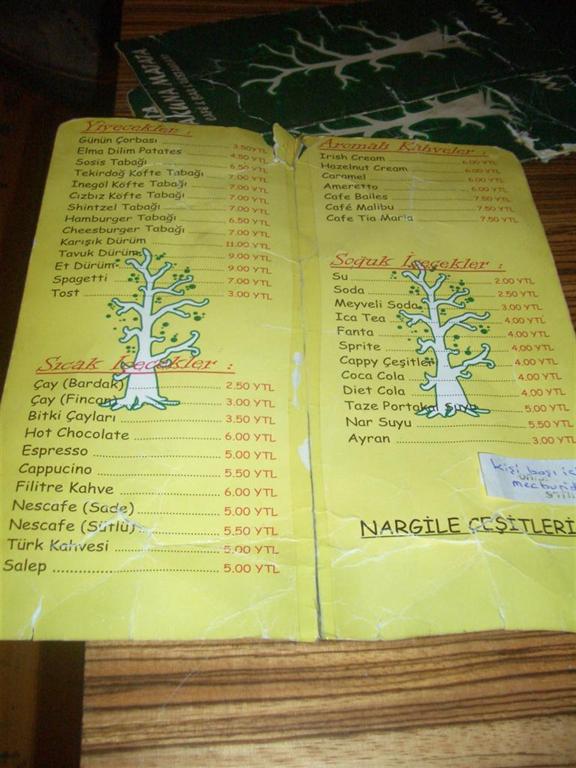 Yiyecekler :
Günün Çorbası 3.50 YTL
Elma Dilim Patates 4.50 YTL
Sosis Tabağı 6.50 YTL
Tekirdoğ Köfte Tabağı 7.00 YTL
İnegöl Köfte Tabağı 7.00 YTL
Cızbız Köfte Tabağı 7.00 YTL
Shintzel Tabağı 7.00 YTL
Hamburger Tabağı 6.50 YTL
Cheesburger Tabağı 7.00 YTL
Karışık Dürüm 11.00 YTL
Tavuk Dürüm 9.00 YTL
Et Dürüm 9.00 YTL
Spagetti 7.00 YTL
Tost 3.00 YTL
Sıcak İçecekler :
Çay (Bardak) 2.50 YTL
Çay (Fincan) 3.00 YTL
Bitki Çayları 3.50 YTL
Hot Chocolate 6.00 YTL
Espresso 5.00 YTL
Cappucino 5.50 YTL
Filitre Kahve 6.00 YTL
Nescafe (Sade) 5.00 YTL
Nescafe (Sütlü) 5.50 YTL
Türk Kahvesi 5.00 YTL
Salep 5.00 YTL
Aromalı Kahveler :
Irish Cream 6.00 YTL
Hazelnut Cream 6.00 YTL
Caramel 6.00 YTL
Ameretto 6.00 YTL
Cafe Bailes 7.50 YTL
Café Malibu 7.50 YTL
Cafe Tia Maria 7.50 YTL
Soğuk İçecekler :
Su 2.00 YTL
Soda 2.50 YTL
Meyveli Soda 3.00 YTL
Ica Tea 4.00 YTL
Fanta 4.00 YTL
Sprite 4.00 YTL
Cappy Çeşitleri 4.00 YTL
Coca Cola 4.00 YTL
Diet Cola 4.00 YTL
Taze Portakal Suyu 5.00 YTL
Nar Suyu 5.50 YTL
Ayran 3.00 YTL
kişi başı
mecburid
NARGİLE ÇEŞİTLERİ